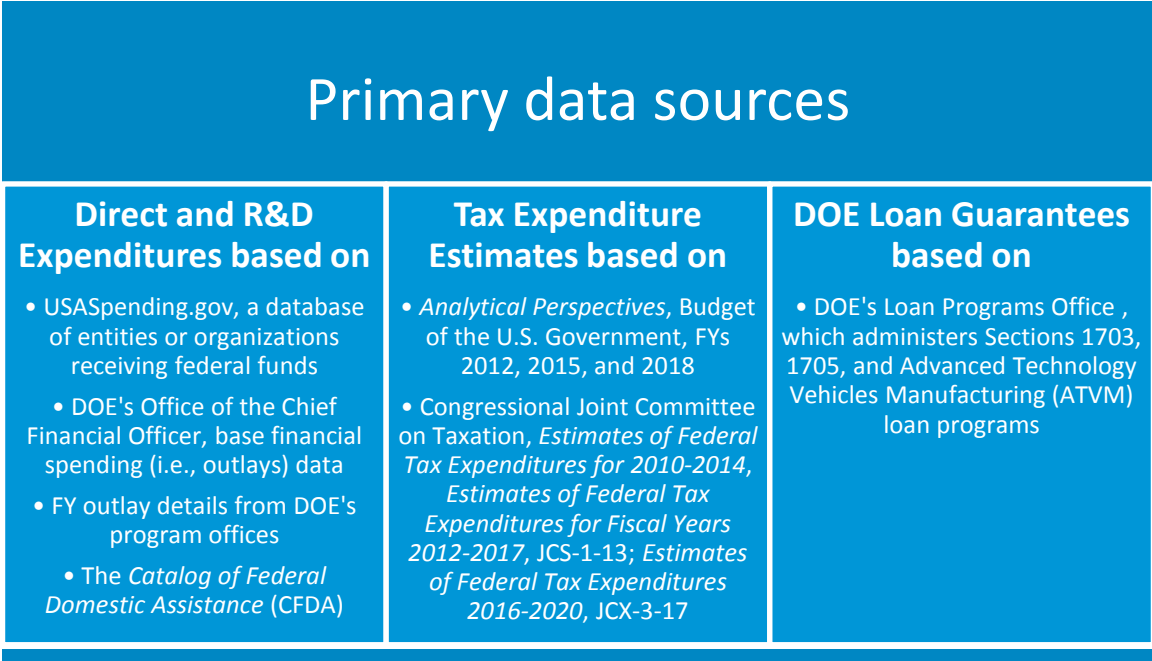 Primary data sources
Direct and R&D
Expenditures based on
• USASpending.gov, a database
of entities or organizations
receiving federal funds
• DOE's Office of the Chief
Financial Officer, base financial
spending (i.e., outlays) data
• FY outlay details from DOE's
program offices
• The Catalog of Federal
Domestic Assistance (CFDA)
Tax Expenditure
Estimates based on
• Analytical Perspectives, Budget
of the U.S. Government, FYs
2012, 2015, and 2018
• Congressional Joint Committee
on Taxation, Estimates of Federal
Tax Expenditures for 2010-2014,
Estimates of Federal Tax
Expenditures for Fiscal Years
2012-2017, JCS-1-13; Estimates
of Federal Tax Expenditures
2016-2020, JCX-3-17
DOE Loan Guarantees
based on
• DOE's Loan Programs Office ,
which administers Sections 1703,
1705, and Advanced Technology
Vehicles Manufacturing (ATVM)
loan programs